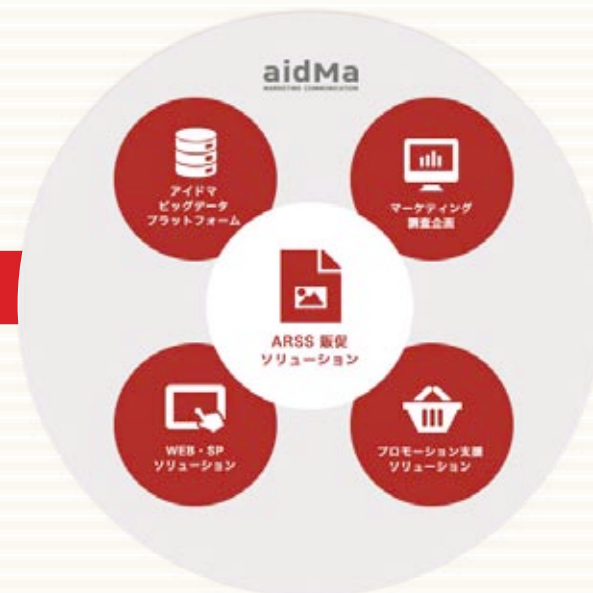 aidMa
MARKETING COMMUNICATION
アイドマ
ビッグデータ
プラットフォーム
マーケティング
調査企画
ARSS 販促
ソリューション
WEB・SP
ソリューション
プロモーション支援
ソリューション